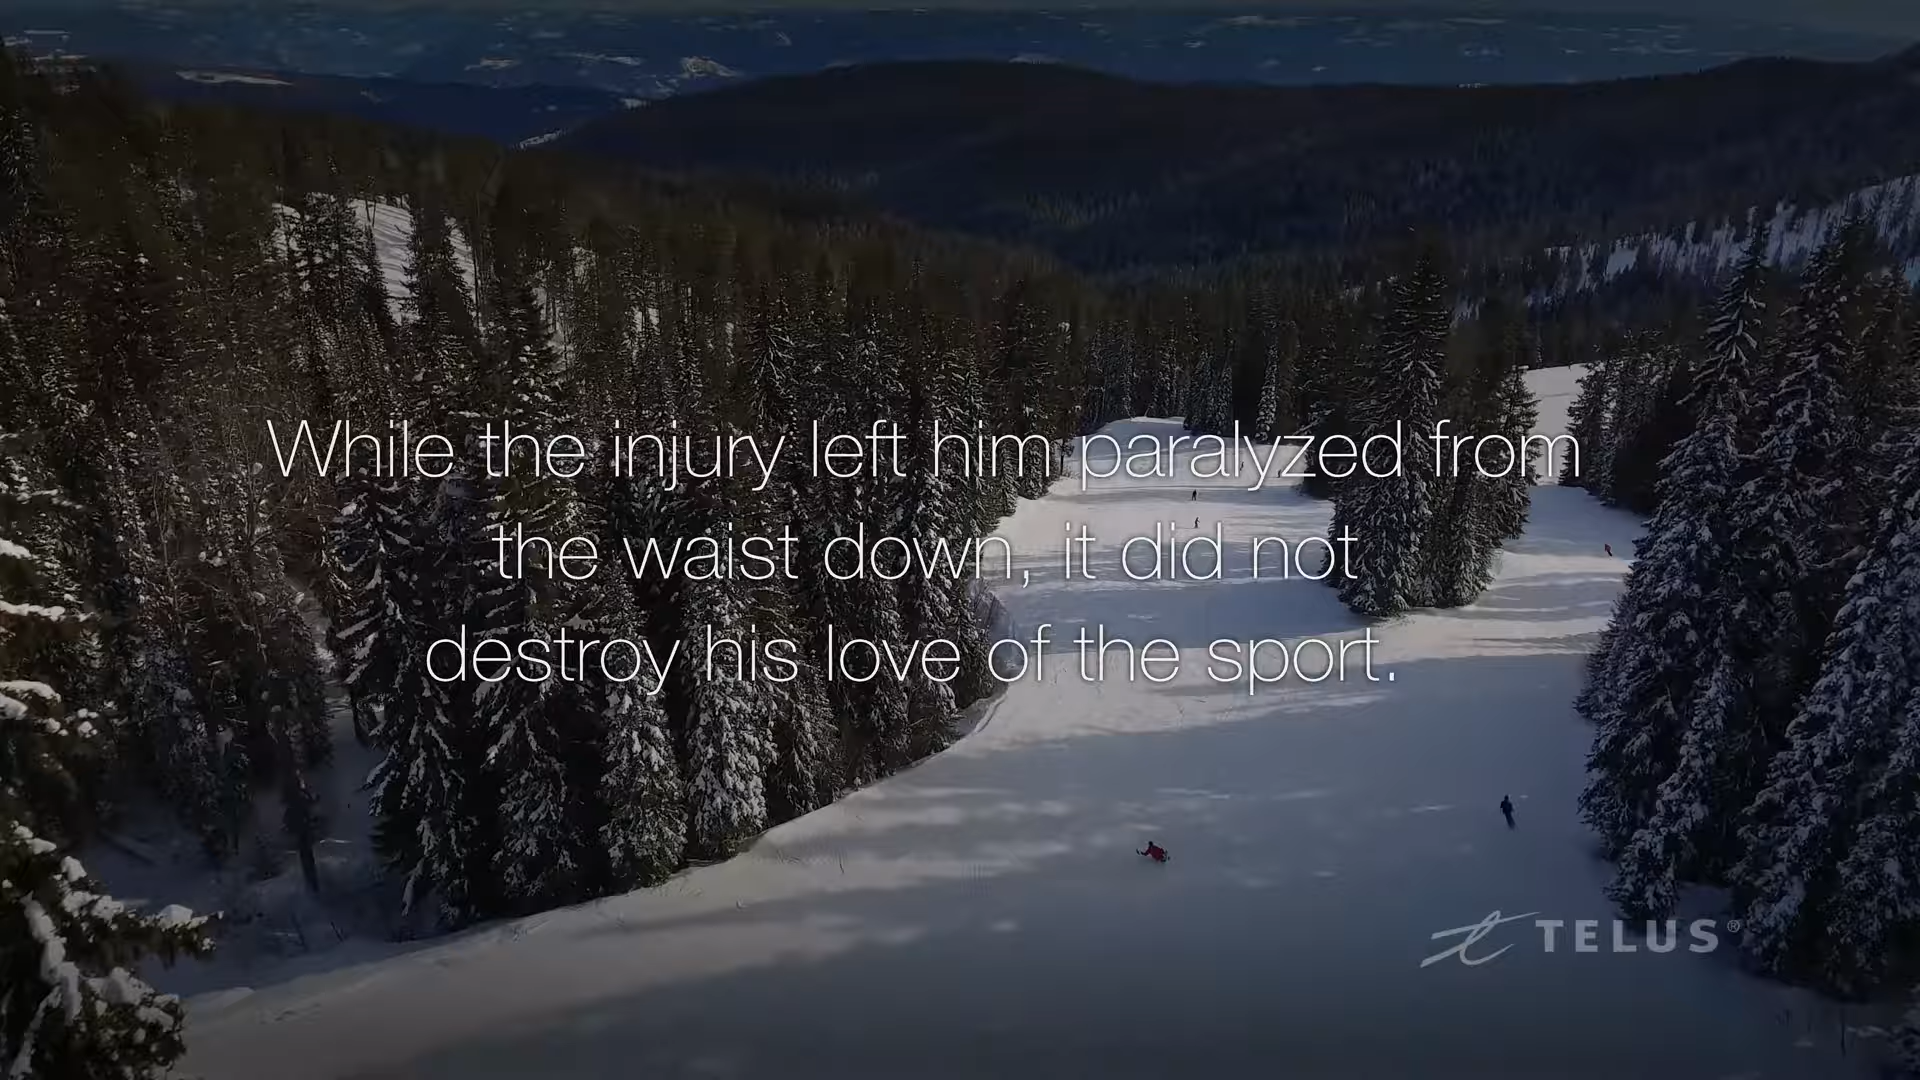 While the injury left him paralyzed from
the waist down, it did not
destroy his love of the sport.
TELUS®